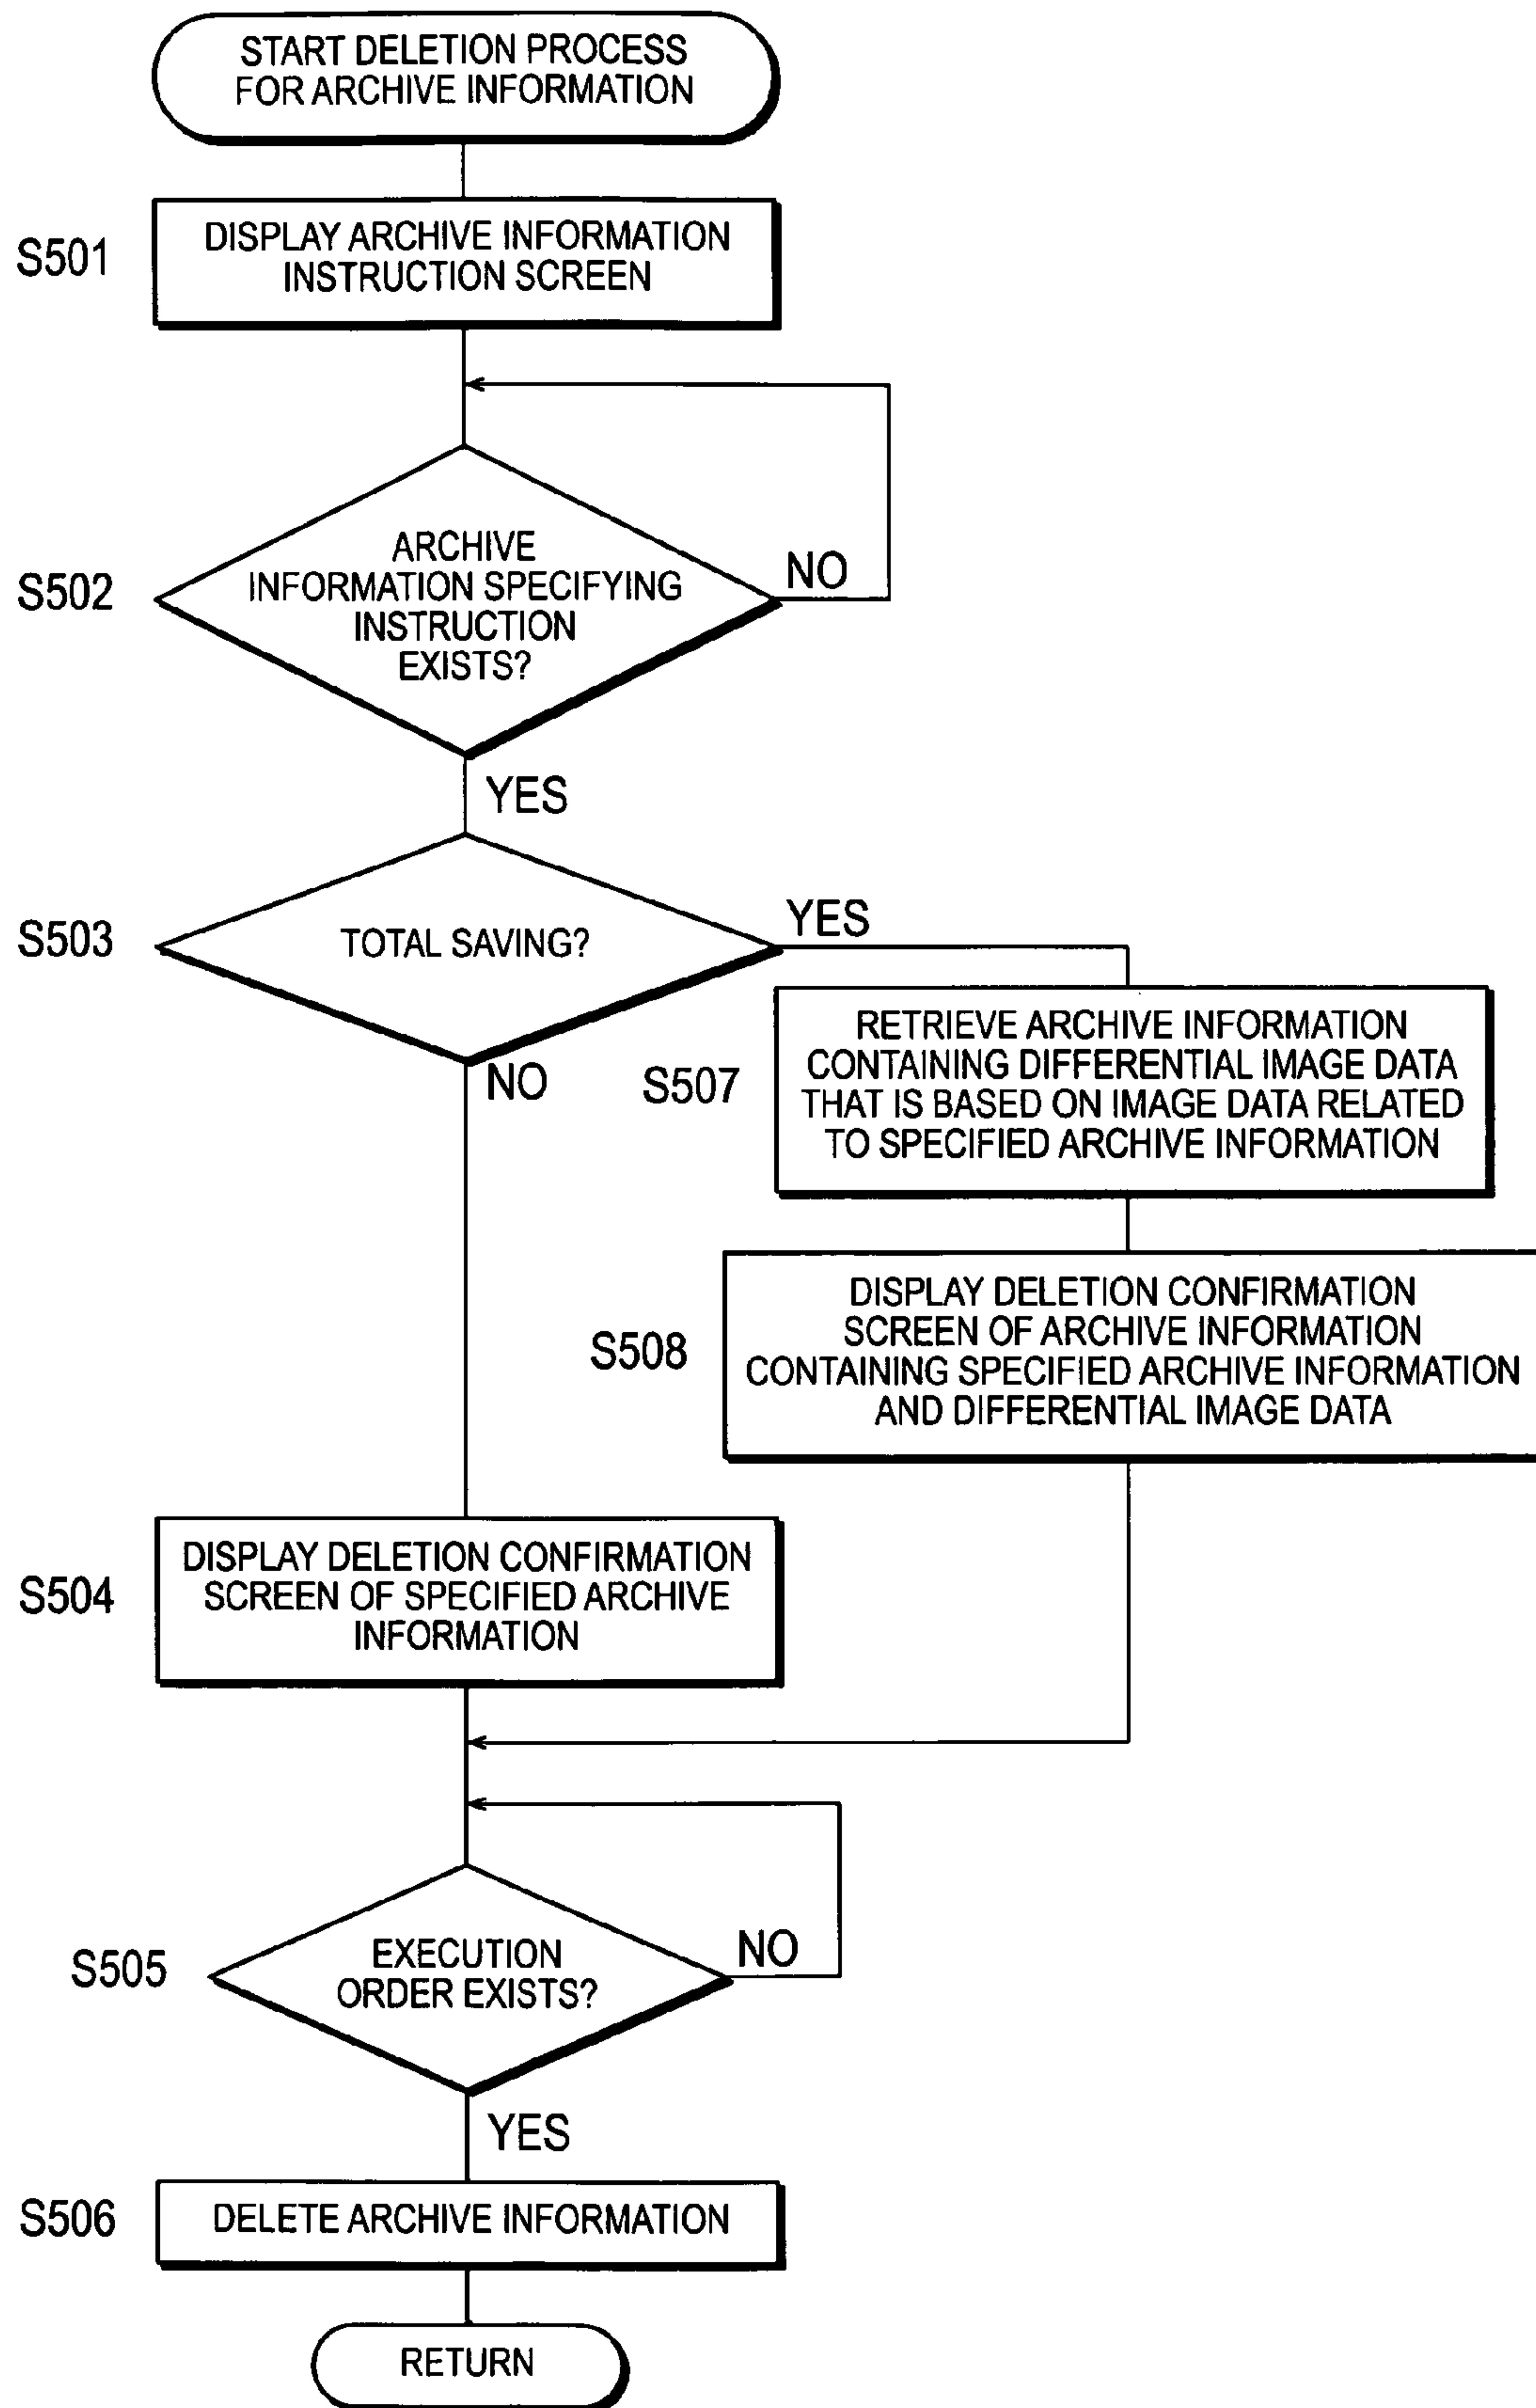 START DELETION PROCESS
FOR ARCHIVE INFORMATION
S501
DISPLAY ARCHIVE INFORMATION
INSTRUCTION SCREEN
S502
ARCHIVE
INFORMATION SPECIFYING
INSTRUCTION
EXISTS?
NO
YES
S503
TOTAL SAVING?
YES
NO
S507
RETRIEVE ARCHIVE INFORMATION
CONTAINING DIFFERENTIAL IMAGE DATA
THAT IS BASED ON IMAGE DATA RELATED
TO SPECIFIED ARCHIVE INFORMATION
S508
DISPLAY DELETION CONFIRMATION
SCREEN OF ARCHIVE INFORMATION
CONTAINING SPECIFIED ARCHIVE INFORMATION
AND DIFFERENTIAL IMAGE DATA
S504
DISPLAY DELETION CONFIRMATION
SCREEN OF SPECIFIED ARCHIVE
INFORMATION
S505
EXECUTION
ORDER EXISTS?
NO
YES
S506
DELETE ARCHIVE INFORMATION
RETURN